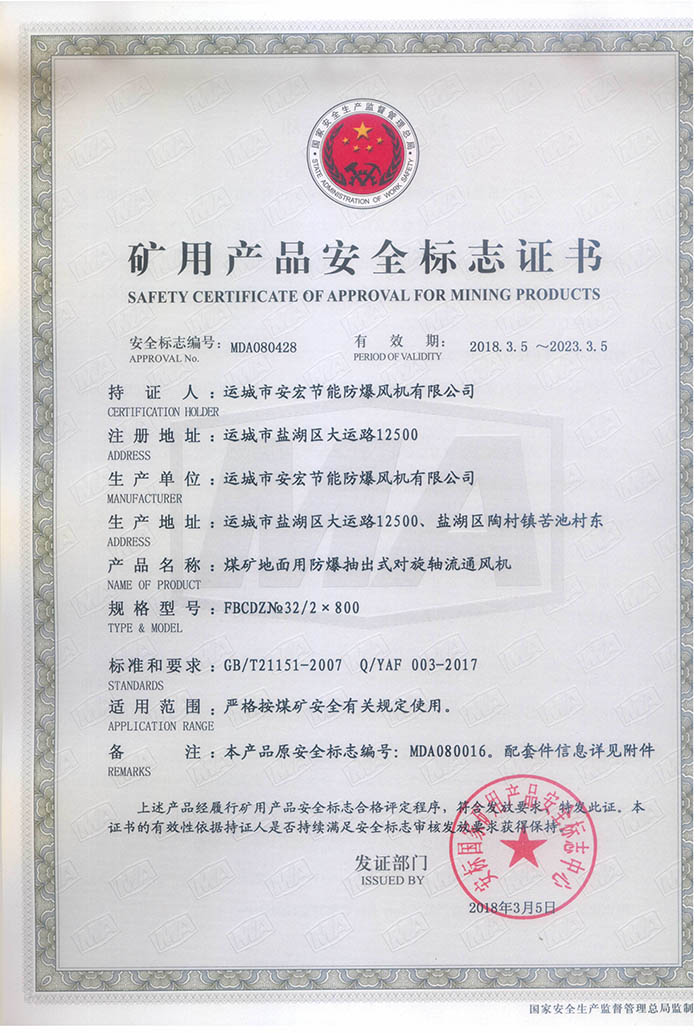 国家安全生产监督管理总局
STATE ADMINISTRATION OF WORK SAFETY
矿用产品安全标志证书
SAFETY CERTIFICATE OF APPROVAL FOR MINING PRODUCTS
安全标志编号: MDA080428 有 效 期: 2018.3.5 ~2023.3.5
APPROVAL No. PERIOD OF VALIDITY
持 证 人:运城市安宏节能防爆风机有限公司
CERTIFICATION HOLDER
注 册 地 址:运城市盐湖区大运路12500
ADDRESS
生 产 单 位:运城市安宏节能防爆风机有限公司
MANUFACTURER
生 产 地 址:运城市盐湖区大运路12500、盐湖区陶村镇苦池村东
ADDRESS
产 品 名 称:煤矿地面用防爆抽出式对旋轴流通风机
NAME OF PRODUCT
规 格 型 号:FBCDZ№32/2×800
TYPE & MODEL
标准和要求:GB/T21151-2007 Q/YAF 003-2017
STANDARDS
适 用 范 围:严格按煤矿安全有关规定使用。
APPLICATION RANGE
备 注:本产品原安全标志编号: MDA080016。配套件信息详见附件
REMARKS
上述产品经履行矿用产品安全标志合格评定程序,符合发放要求,特发此证。本
证书的有效性依据持证人是否持续满足安全标志审核发放要求获得保持。
发证部门
ISSUED BY
安标国家矿用产品安全标志中心
2018年3月5日
国家安全生产监督管理总局监制
MA